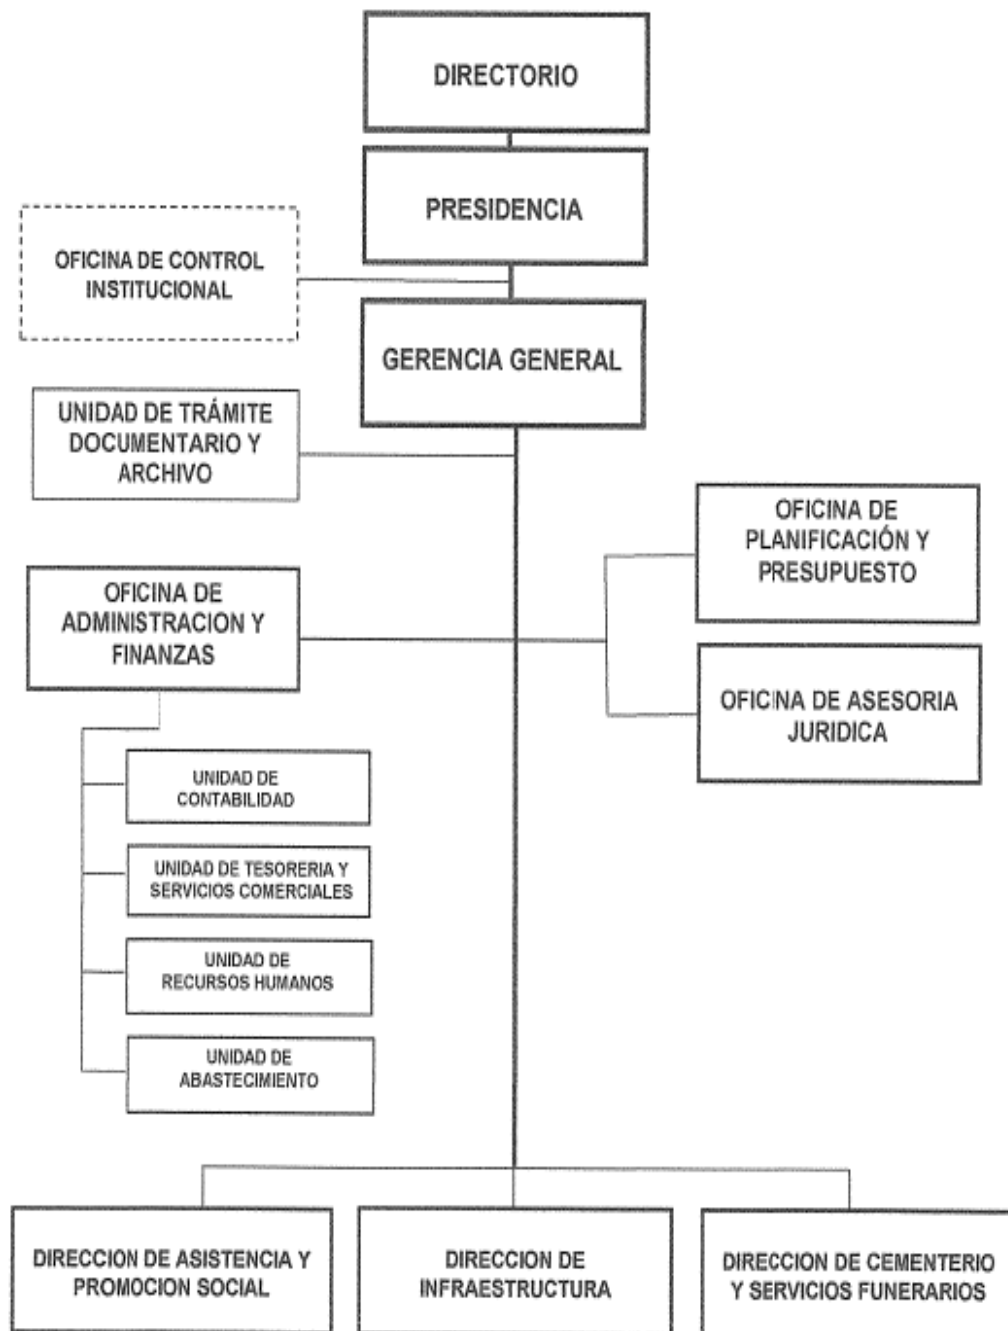 DIRECTORIO
PRESIDENCIA
OFICINA DE CONTROL
INSTITUCIONAL
GERENCIA GENERAL
UNIDAD DE TRÁMITE
DOCUMENTARIO Y
ARCHIVO
OFICINA DE
PLANIFICACIÓN Y
PRESUPUESTO
OFICINA DE
ADMINISTRACION Y
FINANZAS
OFICINA DE ASESORIA
JURIDICA
UNIDAD DE
CONTABILIDAD
UNIDAD DE TESORERIA Y
SERVICIOS COMERCIALES
UNIDAD DE
RECURSOS HUMANOS
UNIDAD DE
ABASTECIMIENTO
DIRECCION DE ASISTENCIA Y
PROMOCION SOCIAL
DIRECCION DE
INFRAESTRUCTURA
DIRECCION DE CEMENTERIO
Y SERVICIOS FUNERARIOS